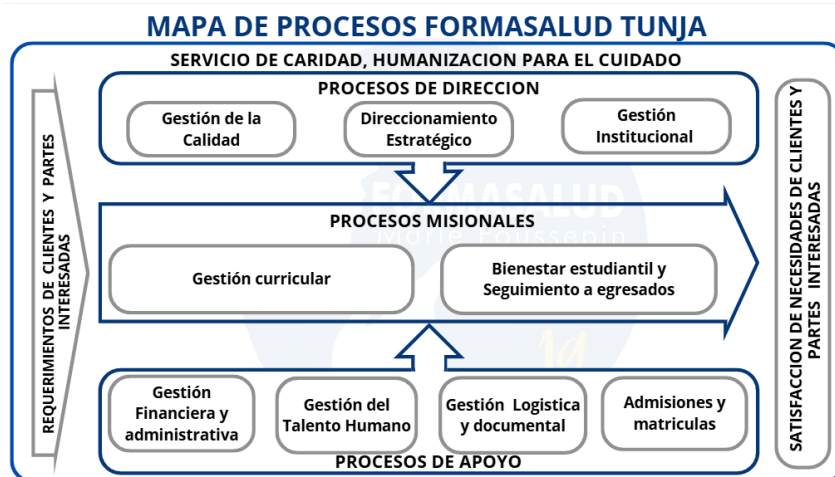 MAPA DE PROCESOS FORMASALUD TUNJA
SERVICIO DE CARIDAD, HUMANIZACION PARA EL CUIDADO
REQUERIMIENTOS DE CLIENTES Y PARTES
INTERESADAS
PROCESOS DE DIRECCION
Gestión de la
Calidad
Direccionamiento
Estratégico
Gestión
Institucional
PROCESOS MISIONALES
Gestión curricular
Bienestar estudiantil y
Seguimiento a egresados
Gestión
Financiera y
administrativa
Gestión del
Talento Humano
Gestión Logistica
y documental
Admisiones y
matriculas
PROCESOS DE APOYO
SATISFACCION DE NECESIDADES DE CLIENTES Y
PARTES INTERESADAS